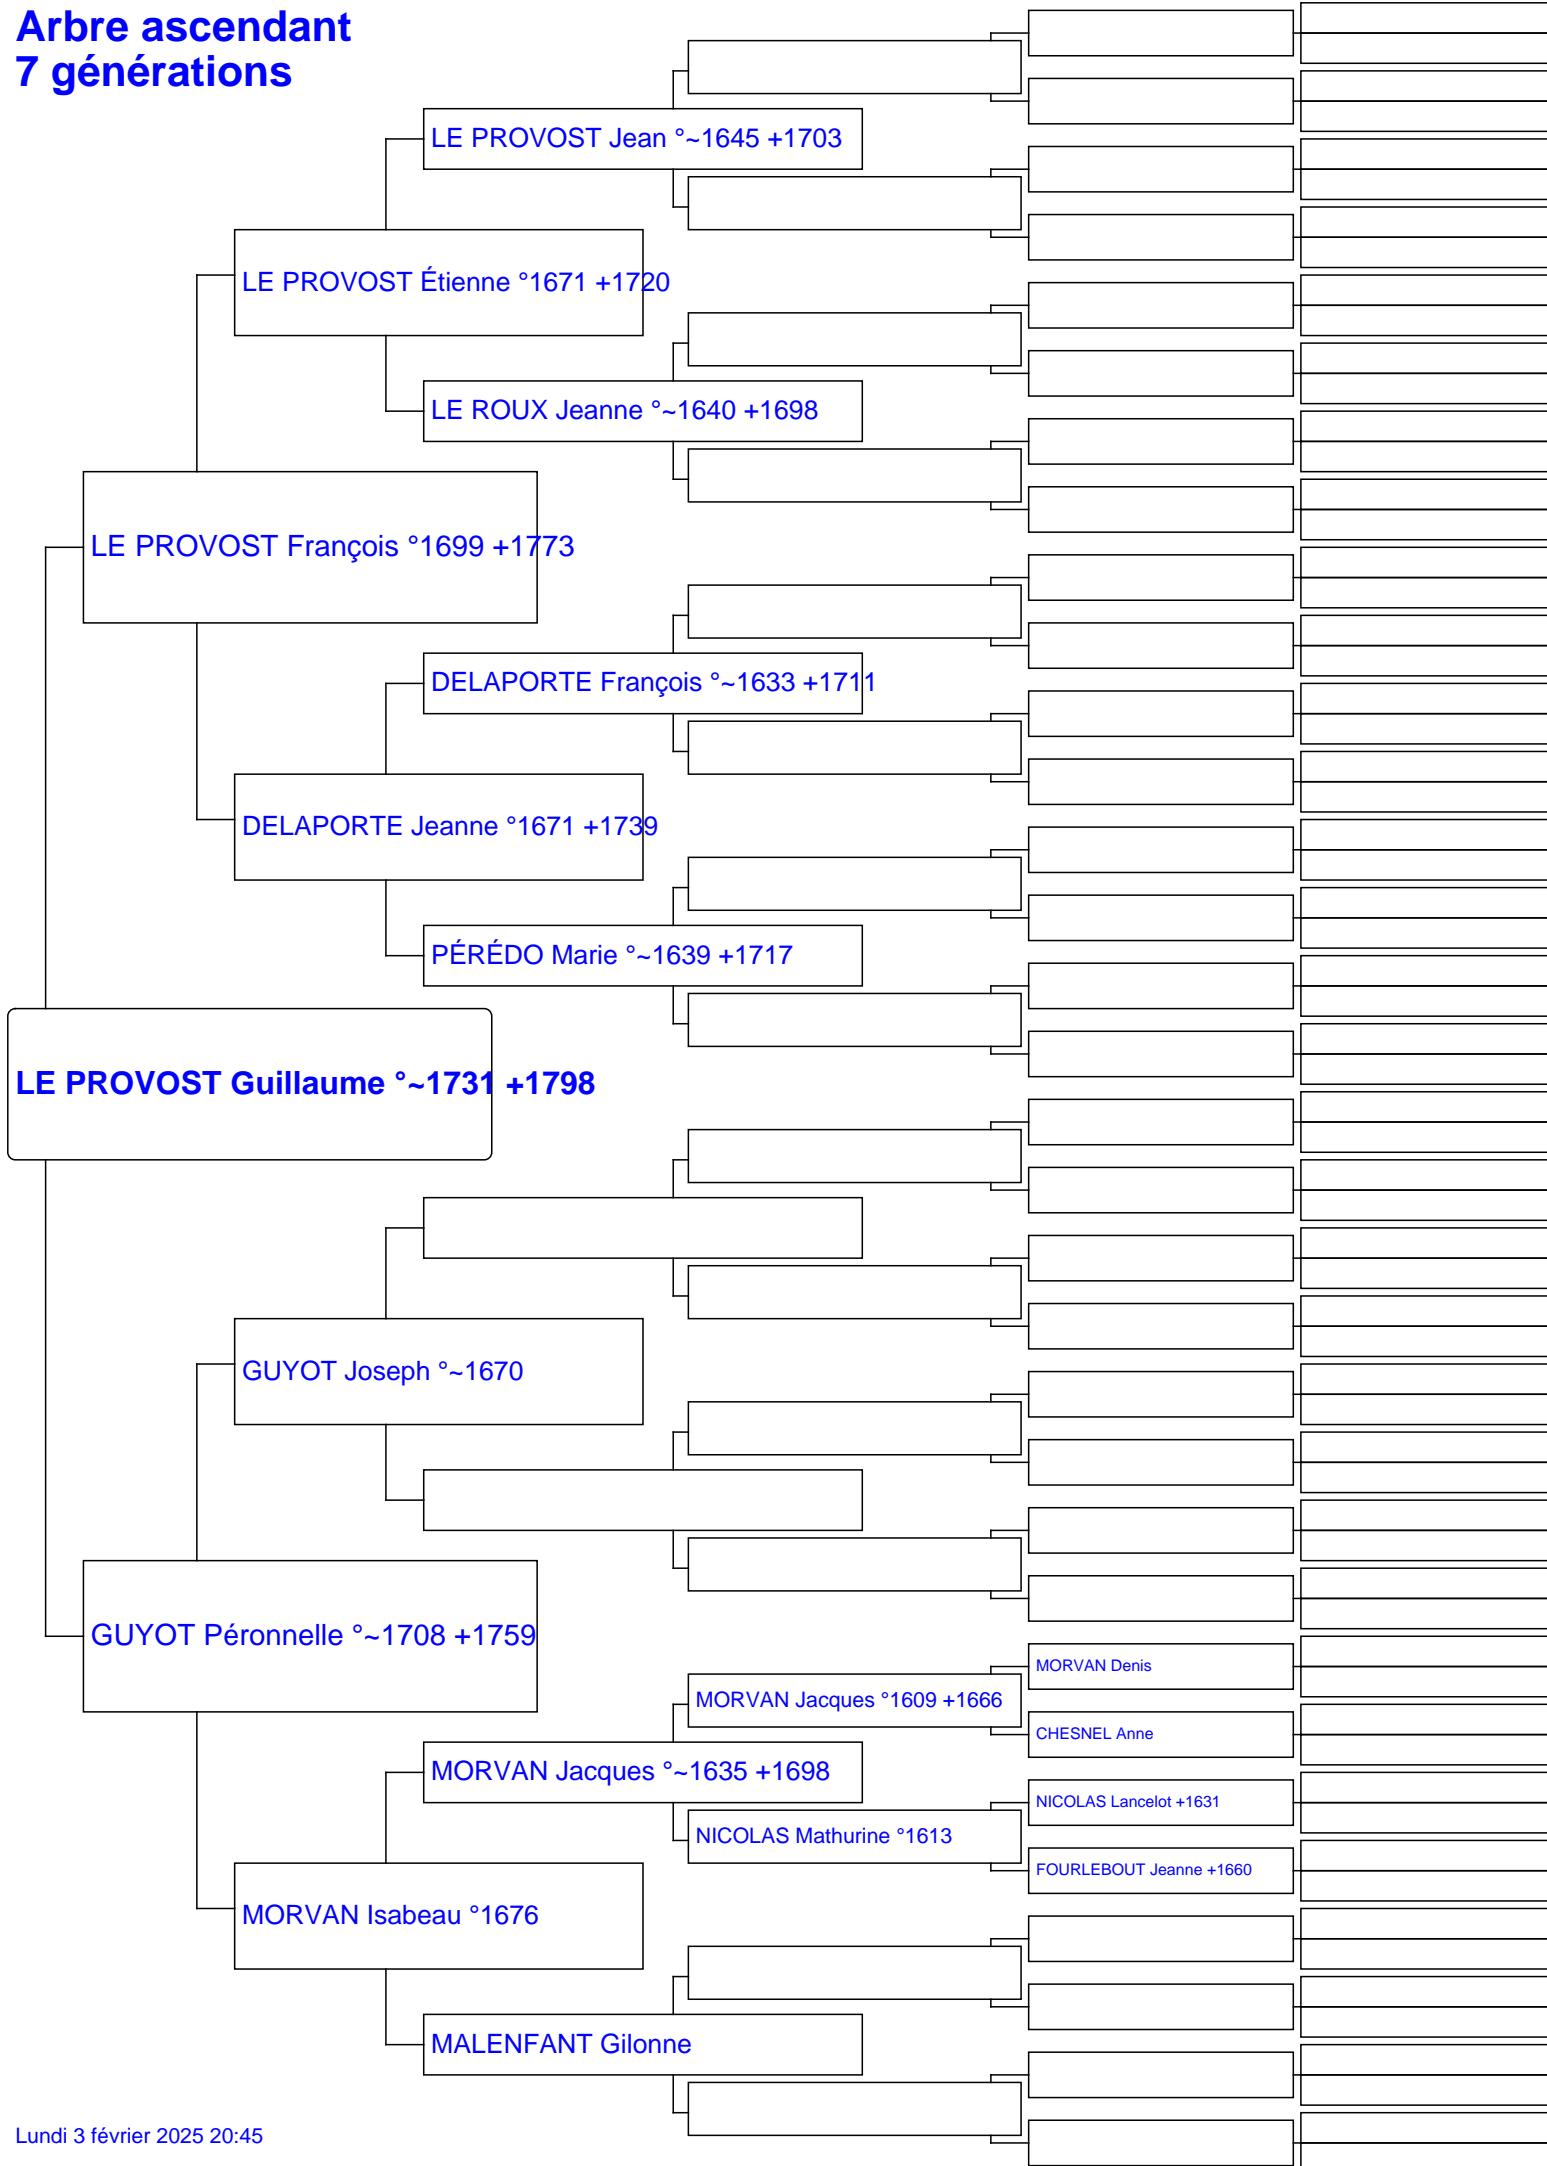 Arbre ascendant
7 générations
LE PROVOST Jean °~1645 +1703
LE PROVOST Étienne °1671 +1720
LE ROUX Jeanne °~1640 +1698
LE PROVOST François °1699 +1773
DELAPORTE François °~1633 +1711
DELAPORTE Jeanne °1671 +1739
PÉRÉDO Marie °~1639 +1717
LE PROVOST Guillaume °~1731 +1798
GUYOT Joseph °~1670
GUYOT Péronnelle °~1708 +1759
MORVAN Denis
MORVAN Jacques °1609 +1666
CHESNEL Anne
MORVAN Jacques °~1635 +1698
NICOLAS Lancelot +1631
NICOLAS Mathurine °1613
FOURLEBOUT Jeanne +1660
MORVAN Isabeau °1676
MALENFANT Gilonne
Lundi 3 février 2025 20:45